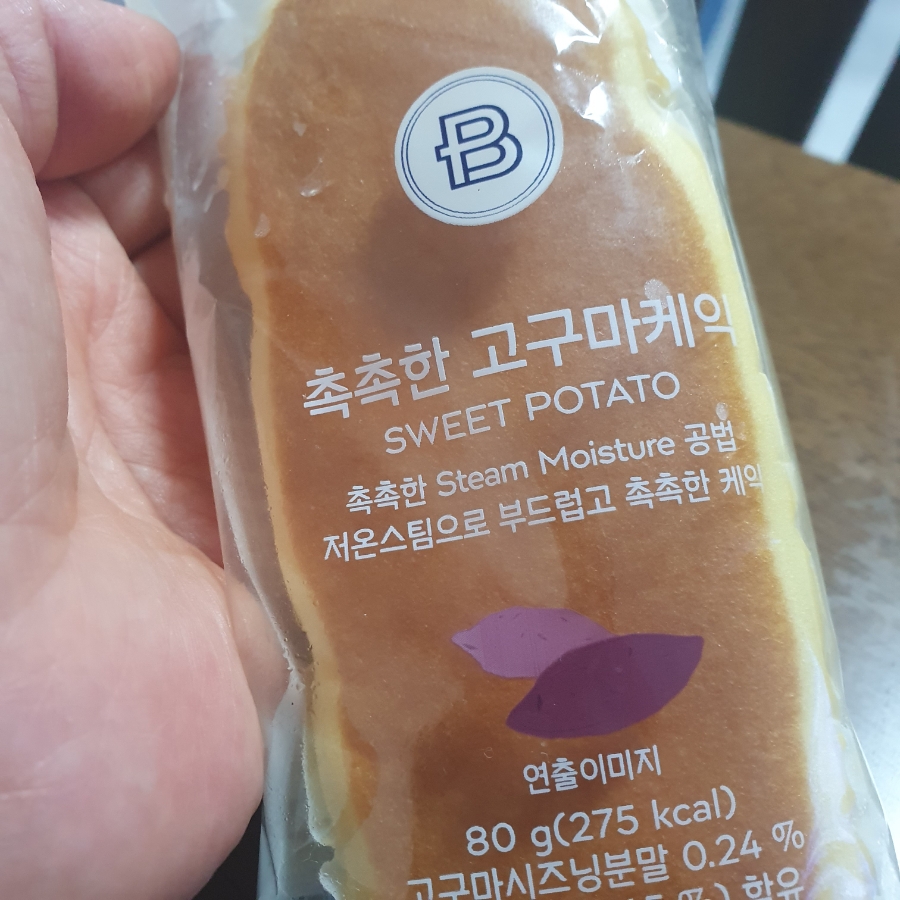 B
촉촉한 고구마케익
SWEET POTATO
촉촉한 Steam Moisture 공법
저온스팀으로 부드럽고 촉촉한 케익
연출이미지
80 g(275 kcal)
고구마시즈닝분말 0.24 %
%) 함유